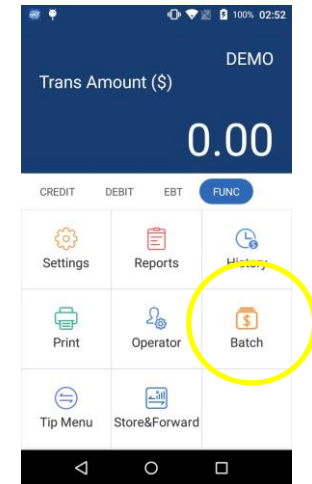 100% 02:52
DEMO
Trans Amount ($)
0.00
CREDIT DEBIT EBT FUNC
Settings Reports History
Print Operator Batch
Tip Menu Store&Forward